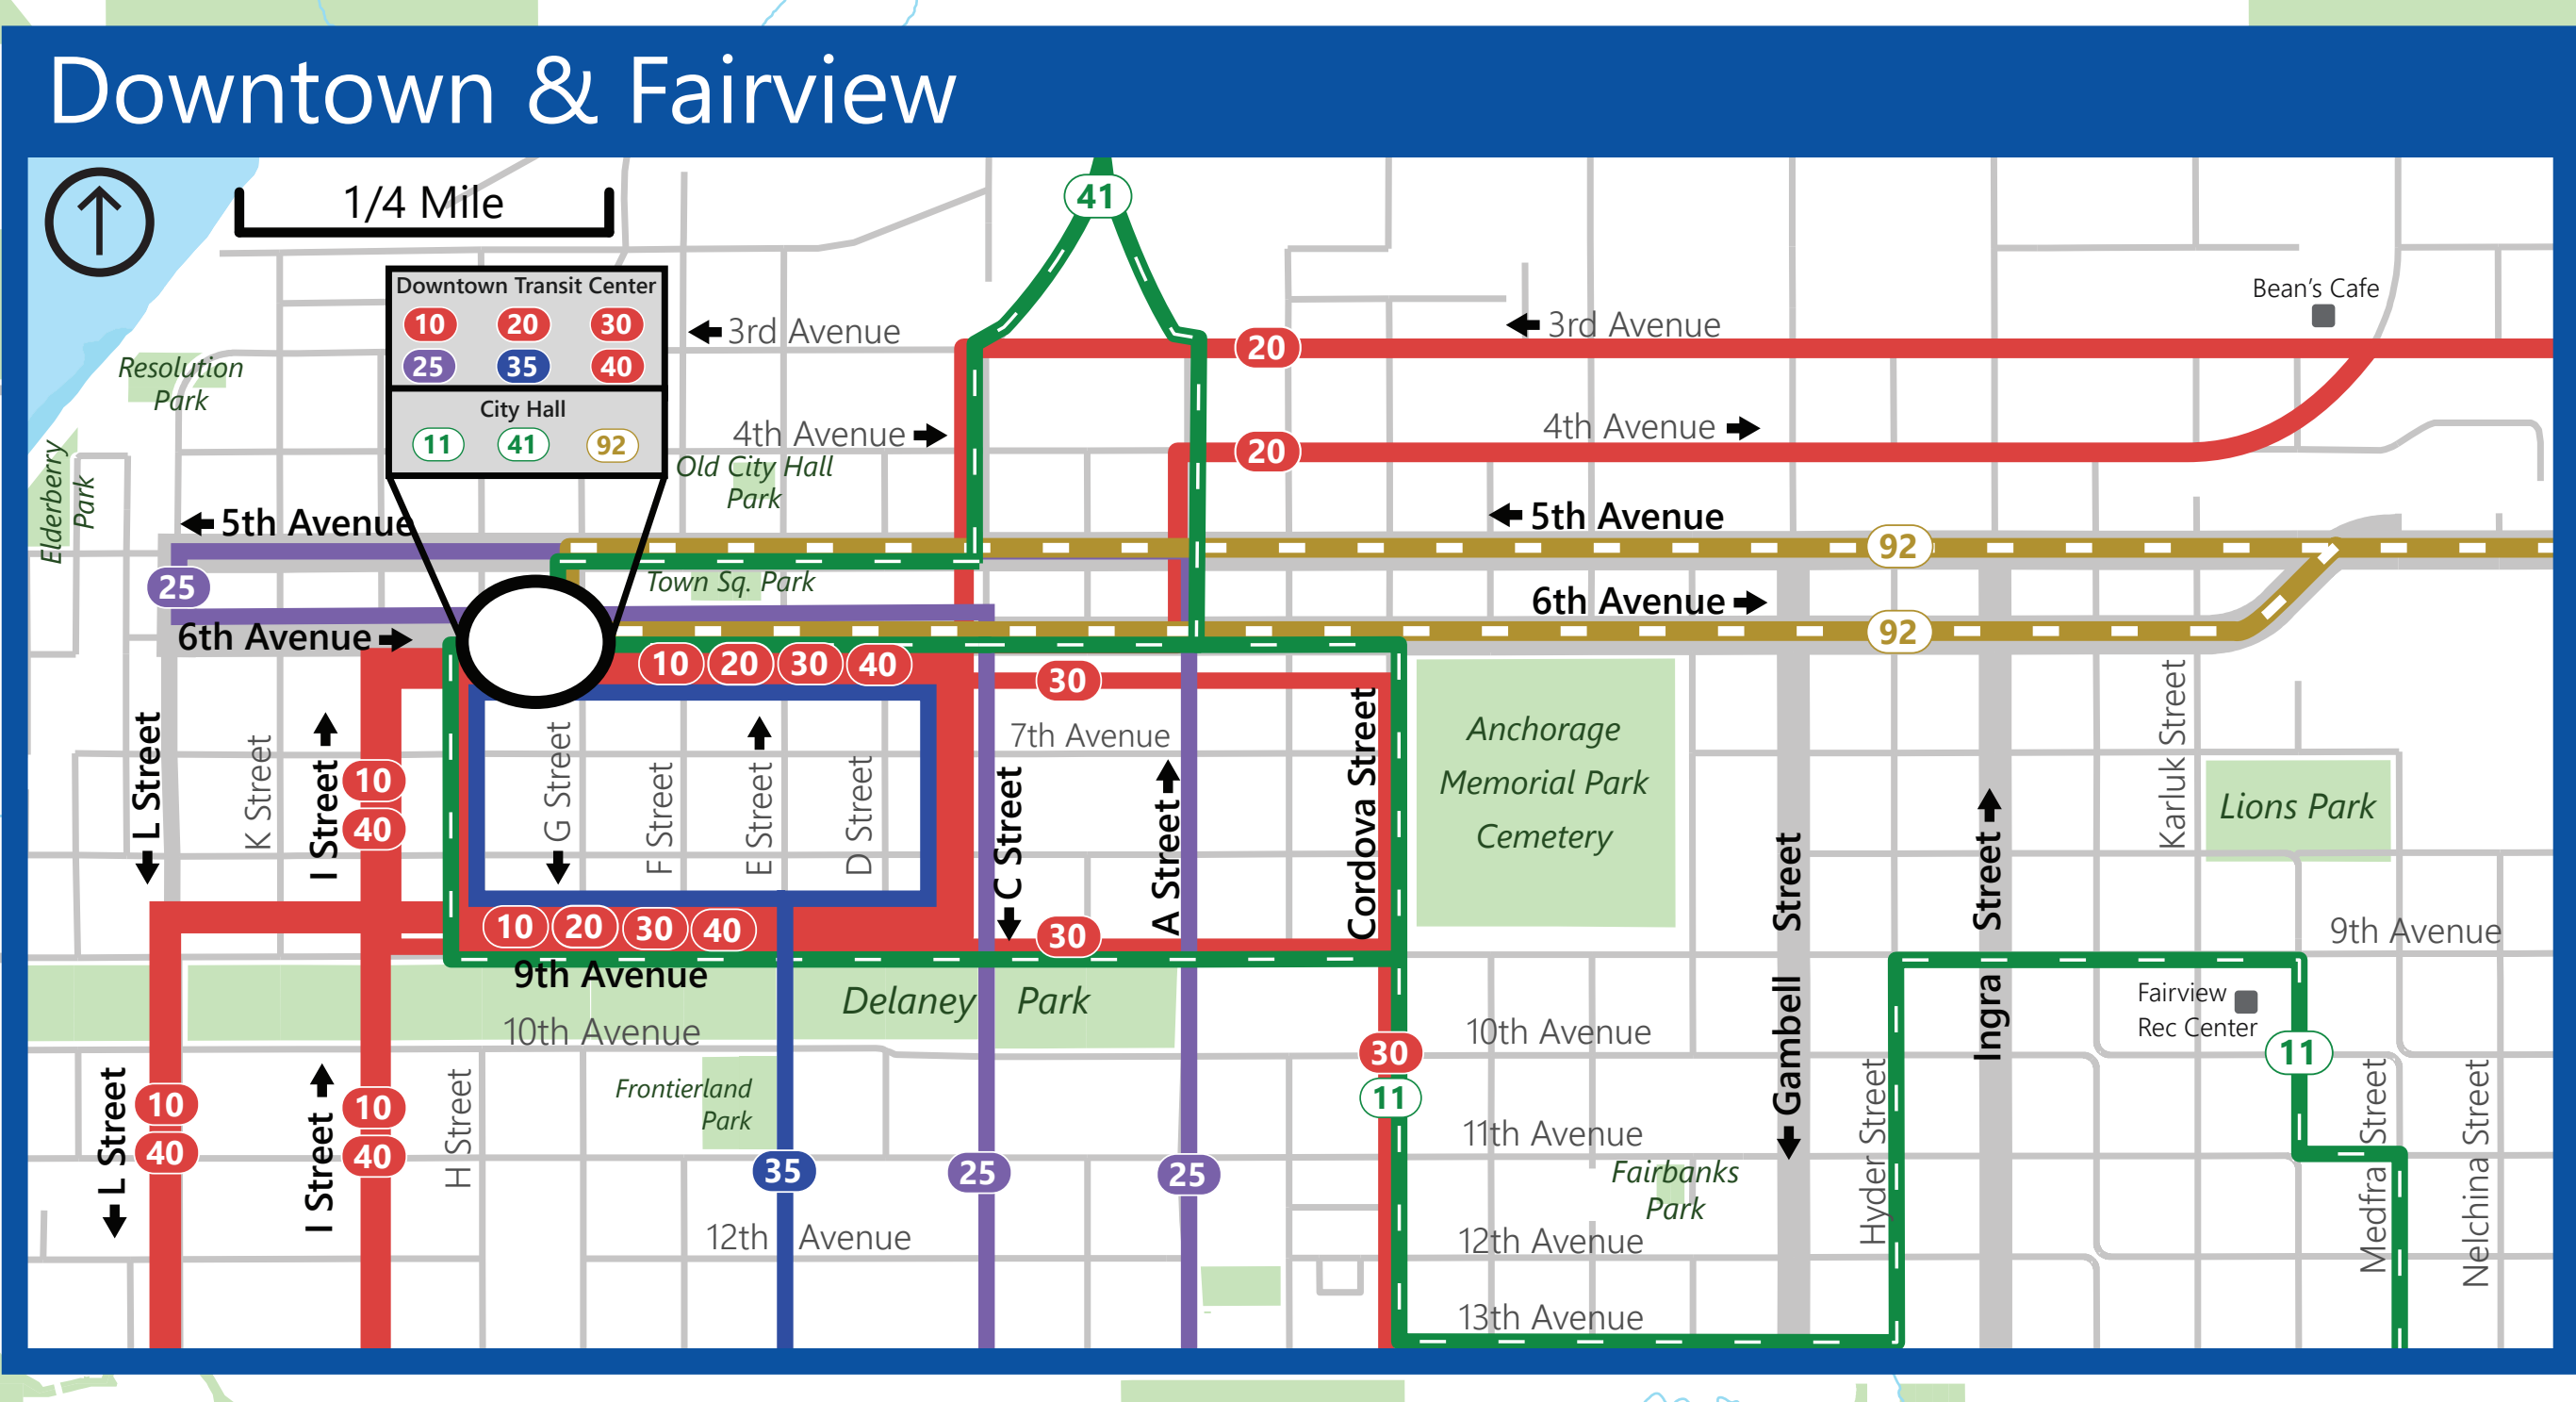 Downtown & Fairview
1/4 Mile
41
Downtown Transit Center
10 20 30
25 35 40
City Hall
11 41 92
Bean's Cafe
3rd Avenue
3rd Avenue
20
Resolution
Park
4th Avenue
4th Avenue
20
Old City Hall
Park
Elderberry
Park
5th Avenue
5th Avenue
92
25
Town Sq. Park
6th Avenue
6th Avenue
92
10 20 30 40
30
7th Avenue
L Street
K Street
I Street
10
40
G Street
F Street
E Street
D Street
C Street
A Street
Cordova Street
Anchorage
Memorial Park
Cemetery
Gambell Street
Ingra Street
Karluk Street
Lions Park
10 20 30 40
30
9th Avenue
9th Avenue
Delaney Park
10th Avenue
10th Avenue
Fairview
Rec Center
30
11
11
L Street
10
40
I Street
10
40
H Street
Frontierland
Park
35
25
25
11th Avenue
Fairbanks
Park
Hyder Street
Medfra Street
Nelchina Street
12th Avenue
12th Avenue
13th Avenue